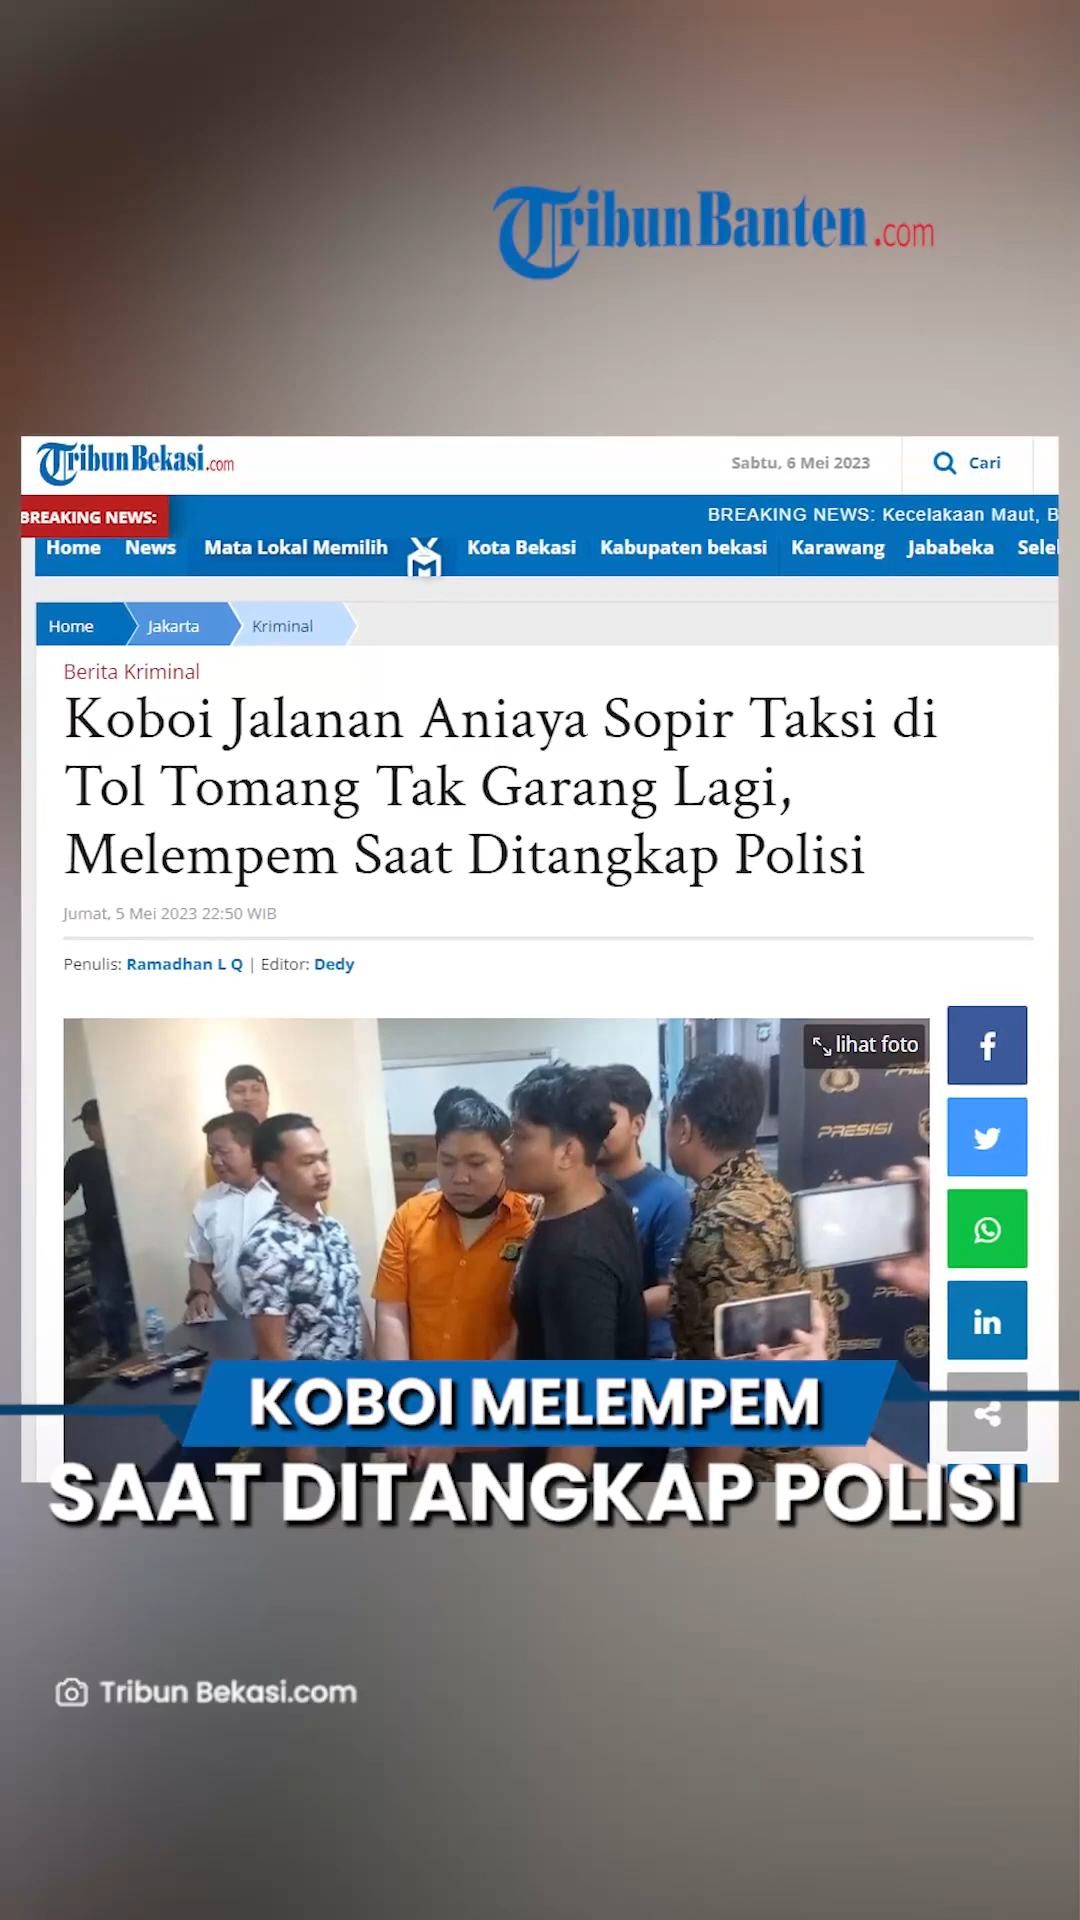 TribunBanten.com
TribunBekasi.com
Sabtu, 6 Mei 2023
Cari
BREAKING NEWS:
BREAKING NEWS: Kecelakaan Maut, B
Home News Mata Lokal Memilih Kota Bekasi Kabupaten bekasi Karawang Jababeka Selel
Home Jakarta Kriminal
Berita Kriminal
Koboi Jalanan Aniaya Sopir Taksi di
Tol Tomang Tak Garang Lagi,
Melempem Saat Ditangkap Polisi
Jumat, 5 Mei 2023 22:50 WIB
Penulis: Ramadhan L Q | Editor: Dedy
lihat foto
PRESISI
PRESISI
KOBOI MELEMPEM
SAAT DITANGKAP POLISI
Tribun Bekasi.com